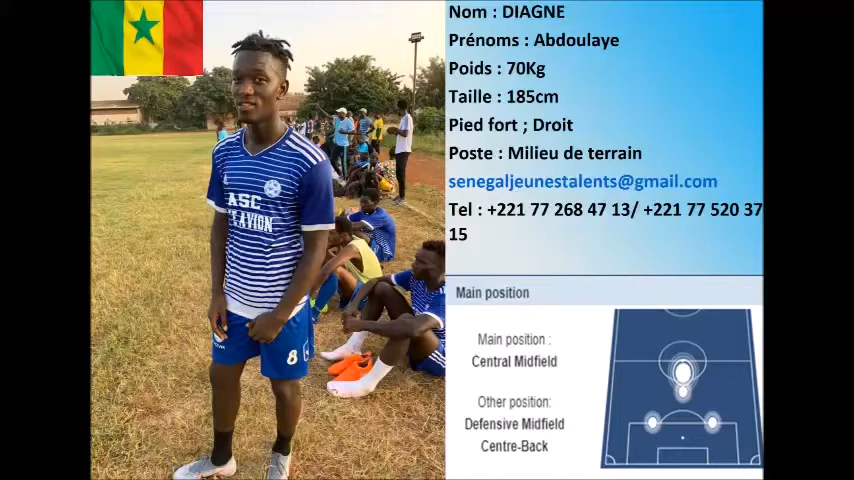 Nom : DIAGNE
Prénoms : Abdoulaye
Poids : 70Kg
Taille : 185cm
Pied fort ; Droit
Poste : Milieu de terrain
senegaljeunestalents@gmail.com
Tel : +221 77 268 47 13/ +221 77 520 37
15
Main position
Main position :
Central Midfield
Other position:
Defensive Midfield
Centre-Back
ASC
AVION
8